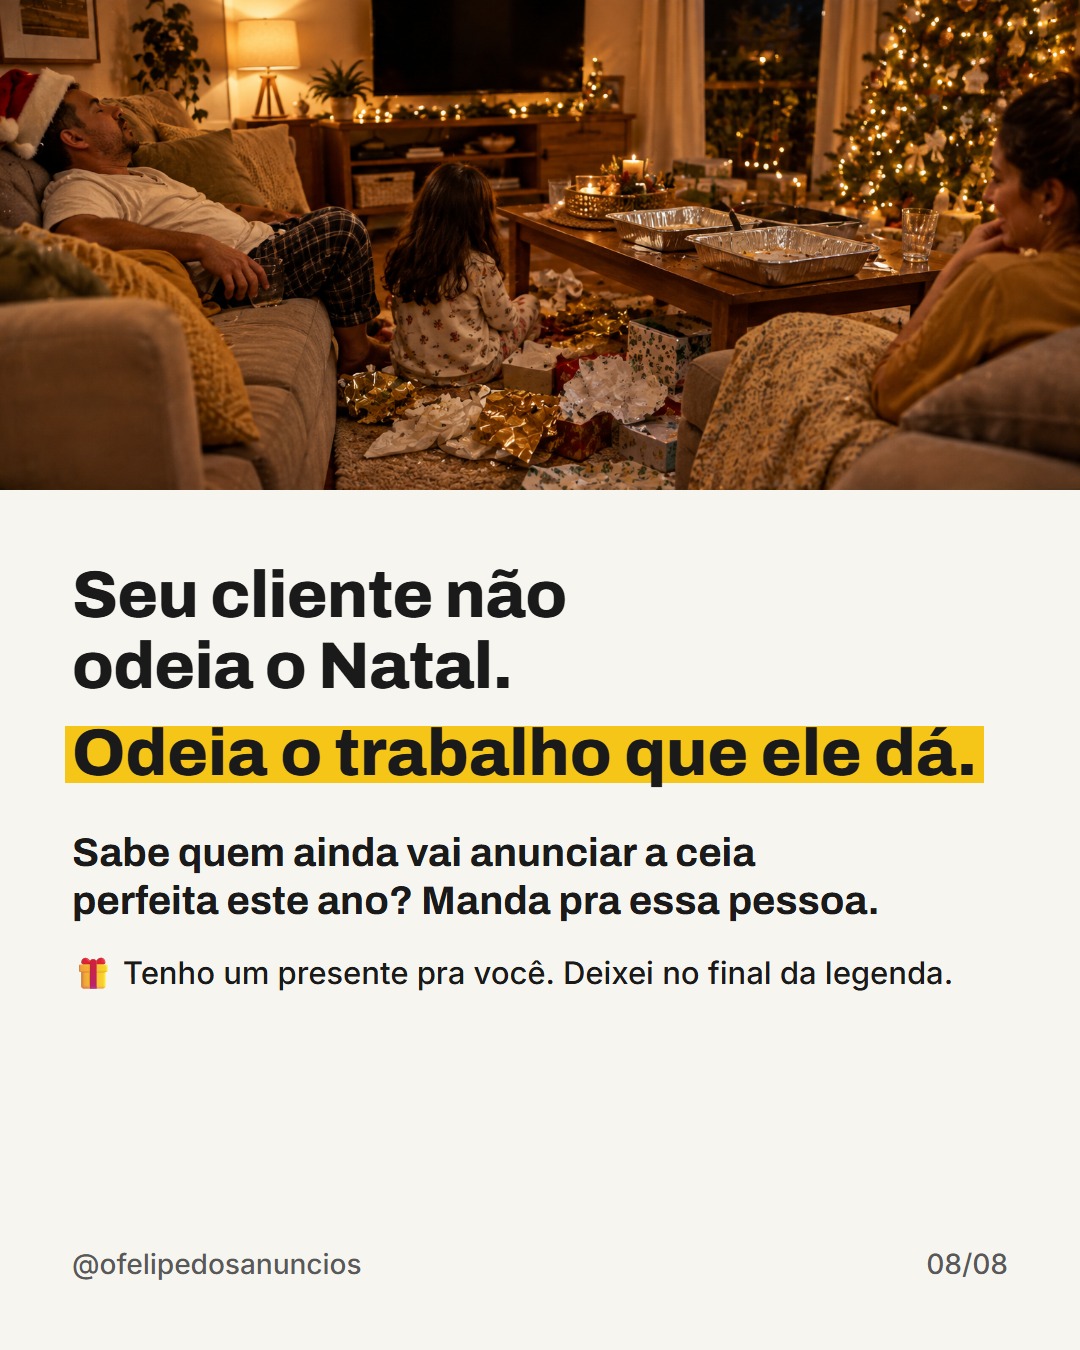 Seu cliente não
odeia o Natal.
Odeia o trabalho que ele dá.
Sabe quem ainda vai anunciar a ceia
perfeita este ano? Manda pra essa pessoa.
🎁 Tenho um presente pra você. Deixei no final da legenda.
@ofelipedosanuncios
08/08